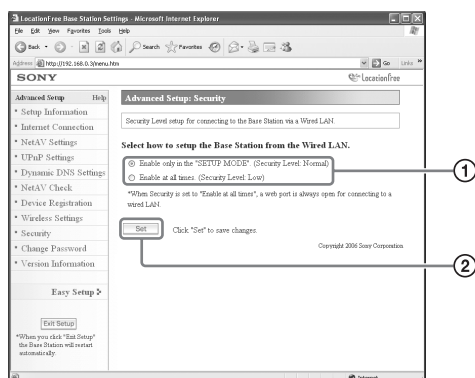 LocationFree Base Station Settings - Microsoft Internet Explorer
File Edit View Favorites Tools Help
Back Search Favorites
Address http://192.168.0.3/menu.htm Go Links
SONY LocationFree
Advanced Setup Help
Setup Information
Internet Connection
NetAV Settings
UPnP Settings
Dynamic DNS Settings
NetAV Check
Device Registration
Wireless Settings
Security
Change Password
Version Information
Easy Setup
Exit Setup
*When you click "Exit Setup"
the Base Station will restart
automatically.
Advanced Setup: Security
Security Level setup for connecting to the Base Station via a Wired LAN.
Select how to setup the Base Station from the Wired LAN.
Enable only in the "SETUP MODE". (Security Level: Normal)
Enable at all times. (Security Level: Low)
*When Security is set to "Enable at all times", a web port is always open for connecting to a
wired LAN.
Set Click "Set" to save changes.
Copyright 2006 Sony Corporation
1
2
Internet